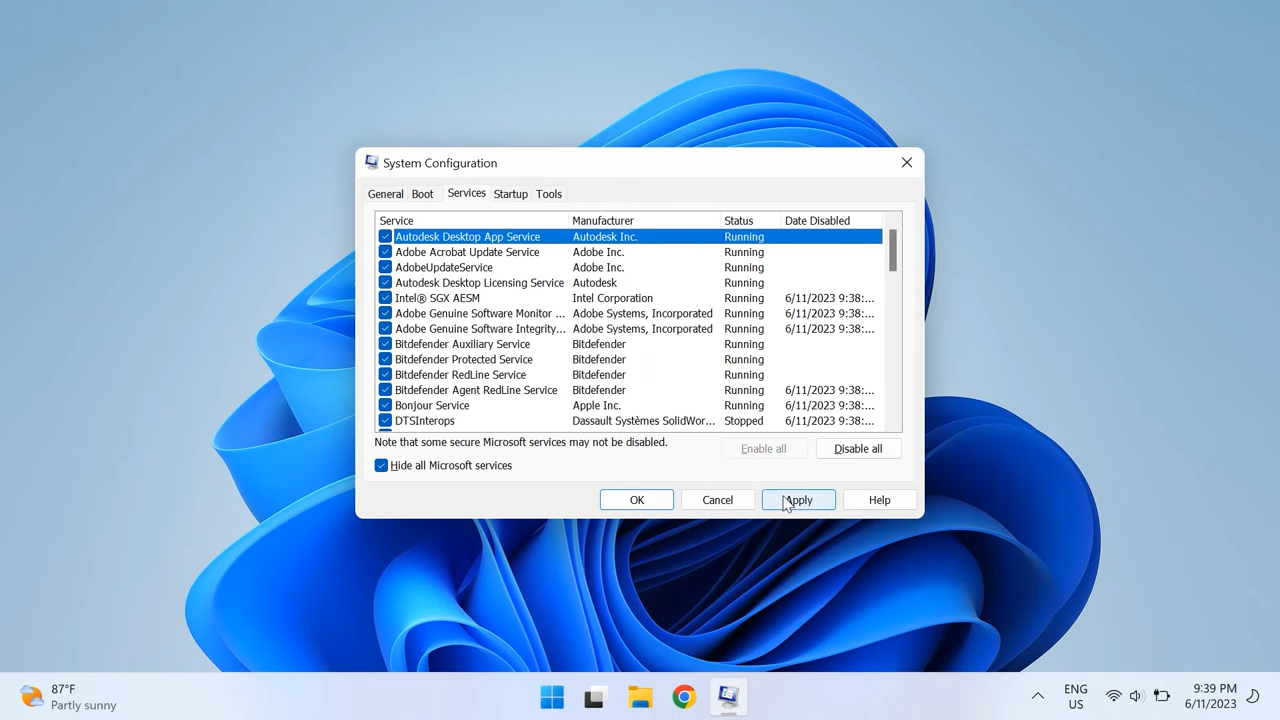 System Configuration
General Boot Services Startup Tools
Service Manufacturer Status Date Disabled
Autodesk Desktop App Service Autodesk Inc. Running
Adobe Acrobat Update Service Adobe Inc. Running
AdobeUpdateService Adobe Inc. Running
Autodesk Desktop Licensing Service Autodesk Running
Intel® SGX AESM Intel Corporation Running 6/11/2023 9:38:...
Adobe Genuine Software Monitor ... Adobe Systems, Incorporated Running 6/11/2023 9:38:...
Adobe Genuine Software Integrity... Adobe Systems, Incorporated Running 6/11/2023 9:38:...
Bitdefender Auxiliary Service Bitdefender Running
Bitdefender Protected Service Bitdefender Running
Bitdefender RedLine Service Bitdefender Running
Bitdefender Agent RedLine Service Bitdefender Running 6/11/2023 9:38:...
Bonjour Service Apple Inc. Running 6/11/2023 9:38:...
DTSInterops Dassault Systèmes SolidWor... Stopped 6/11/2023 9:38:...
Note that some secure Microsoft services may not be disabled.
Enable all Disable all
Hide all Microsoft services
OK Cancel Apply Help
87°F
Partly sunny
ENG
US
9:39 PM
6/11/2023